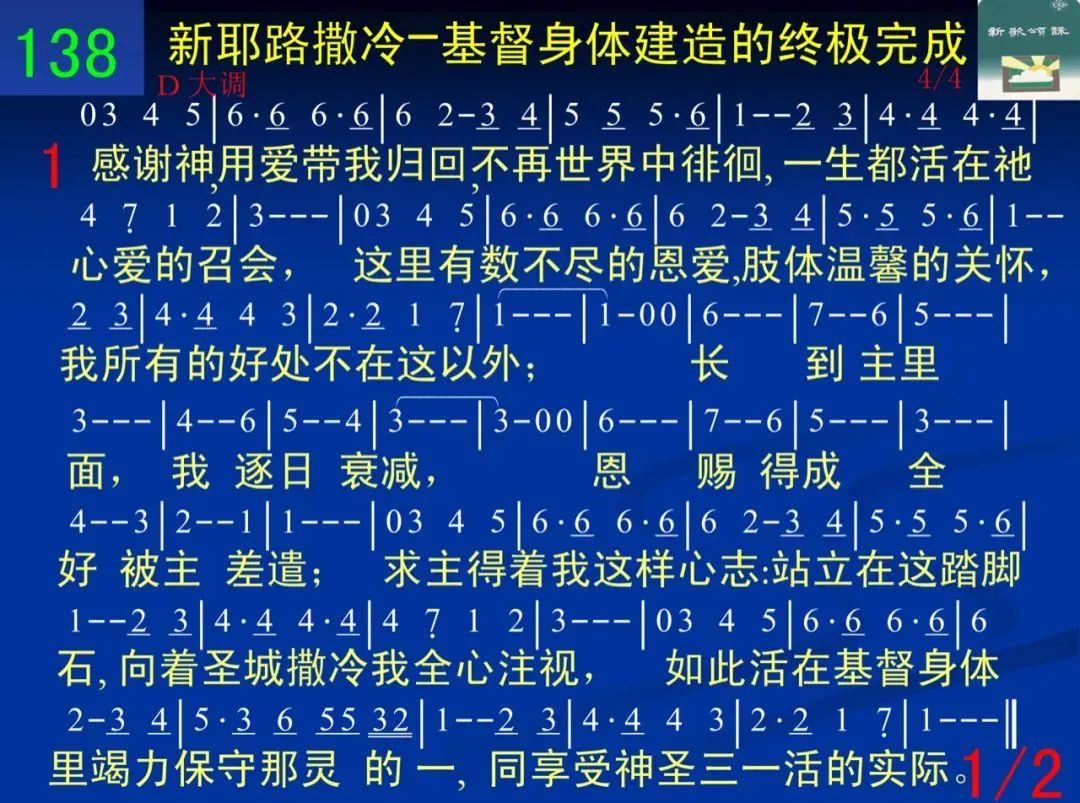 138
新耶路撒冷–基督身体建造的终极完成
新歌颂咏
D 大调
4/4
03 4 5|6·6 6·6|6 2-3 4|5 5 5·6|1--2 3|4·4 4·4|
1 感谢神,用爱带我归回,不再世界中徘徊, 一生都活在祂
4 7 1 2|3---|03 4 5|6·6 6·6|6 2-3 4|5·5 5·6|1--
心爱的召会， 这里有数不尽的恩爱,肢体温馨的关怀，
2 3|4·4 4 3|2·2 1 7|1---|1-00|6---|7--6|5---|
我所有的好处不在这以外； 长 到 主里
3---|4--6|5--4|3---|3-00|6---|7--6|5---|3---|
面， 我 逐日 衰减， 恩 赐 得成 全
4--3|2--1|1---|03 4 5|6·6 6·6|6 2-3 4|5·5 5·6|
好 被主 差遣； 求主得着我这样心志:站立在这踏脚
1--2 3|4·4 4·4|4 7 1 2|3---|03 4 5|6·6 6·6|6
石, 向着圣城撒冷我全心注视， 如此活在基督身体
2-3 4|5·3 6 55 32|1--2 3|4·4 4 3|2·2 1 7|1---‖
里竭力保守那灵 的 一, 同享受神圣三一活的实际。
1/2